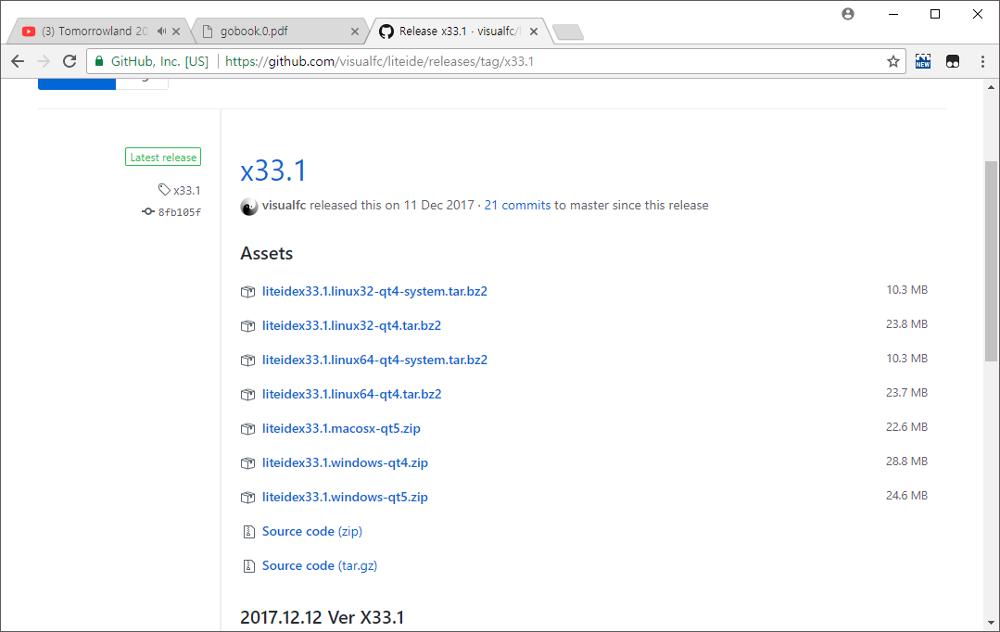 (3) Tomorrowland 20
gobook.0.pdf
Release x33.1 · visualfc/l
GitHub, Inc. [US]
https://github.com/visualfc/liteide/releases/tag/x33.1
NEW
Latest release
x33.1
8fb105f
x33.1
visualfc released this on 11 Dec 2017 · 21 commits to master since this release
Assets
liteidex33.1.linux32-qt4-system.tar.bz2 10.3 MB
liteidex33.1.linux32-qt4.tar.bz2 23.8 MB
liteidex33.1.linux64-qt4-system.tar.bz2 10.3 MB
liteidex33.1.linux64-qt4.tar.bz2 23.7 MB
liteidex33.1.macosx-qt5.zip 22.6 MB
liteidex33.1.windows-qt4.zip 28.8 MB
liteidex33.1.windows-qt5.zip 24.6 MB
Source code (zip)
Source code (tar.gz)
2017.12.12 Ver X33.1